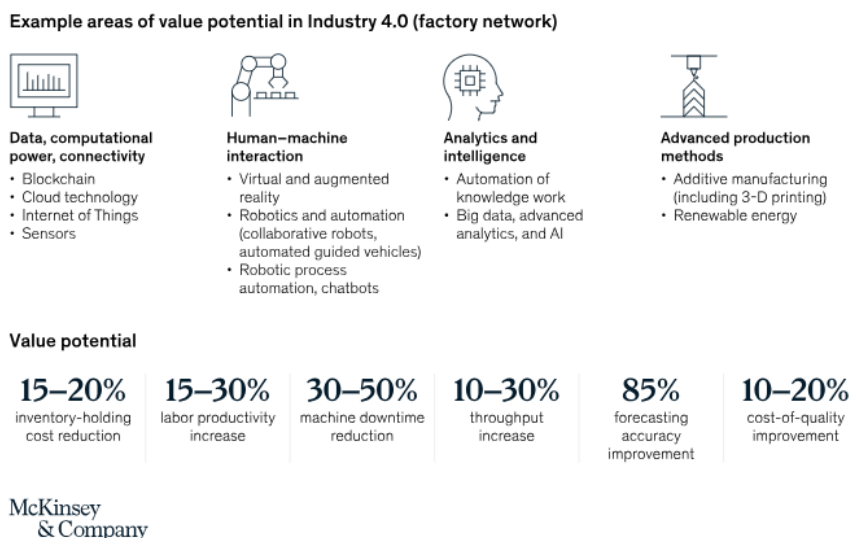 Example areas of value potential in Industry 4.0 (factory network)
Data, computational
power, connectivity
• Blockchain
• Cloud technology
• Internet of Things
• Sensors
Human–machine
interaction
• Virtual and augmented
reality
• Robotics and automation
(collaborative robots,
automated guided vehicles)
• Robotic process
automation, chatbots
Analytics and
intelligence
• Automation of
knowledge work
• Big data, advanced
analytics, and AI
Advanced production
methods
• Additive manufacturing
(including 3-D printing)
• Renewable energy
Value potential
15–20%
inventory-holding
cost reduction
15–30%
labor productivity
increase
30–50%
machine downtime
reduction
10–30%
throughput
increase
85%
forecasting
accuracy
improvement
10–20%
cost-of-quality
improvement
McKinsey
& Company